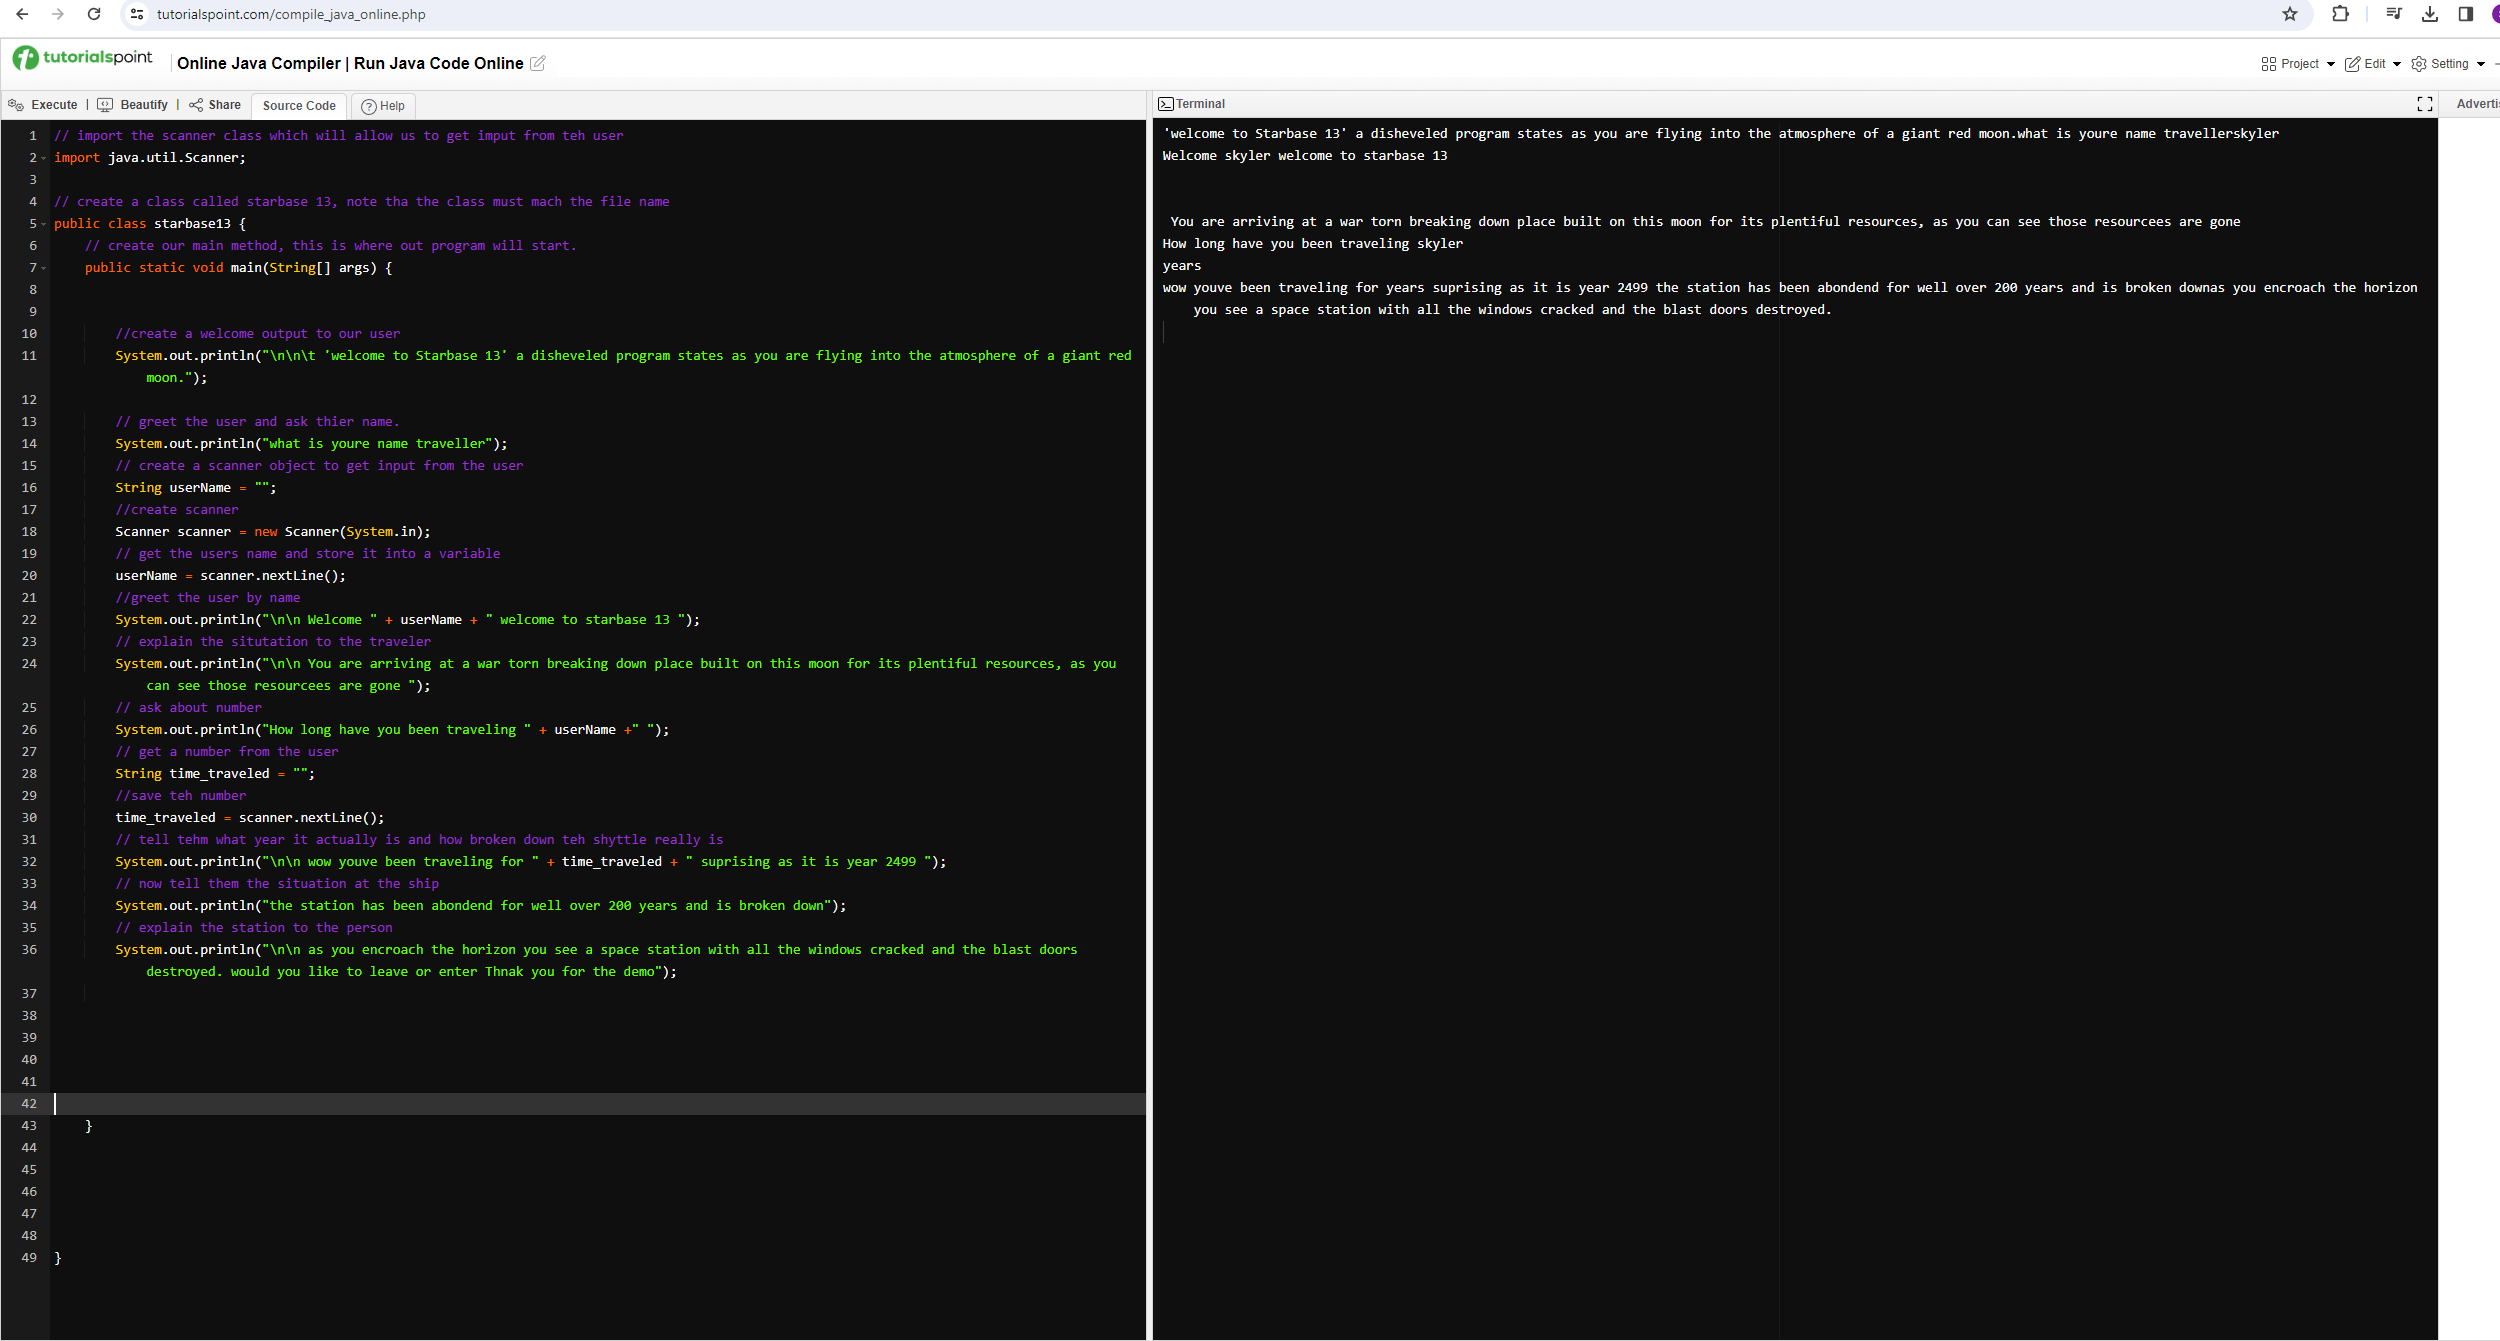 tutorialspoint.com/compile_java_online.php
tutorialspoint
Online Java Compiler | Run Java Code Online
Project
Edit
Setting
Execute | Beautify | Share Source Code Help
Terminal
Adverti
1 // import the scanner class which will allow us to get imput from teh user
2 import java.util.Scanner;
3
4 // create a class called starbase 13, note tha the class must mach the file name
5 public class starbase13 {
6 // create our main method, this is where out program will start.
7 public static void main(String[] args) {
8
9
10 //create a welcome output to our user
11 System.out.println("\n\n\t 'welcome to Starbase 13' a disheveled program states as you are flying into the atmosphere of a giant red
moon.");
12
13 // greet the user and ask thier name.
14 System.out.println("what is youre name traveller");
15 // create a scanner object to get input from the user
16 String userName = "";
17 //create scanner
18 Scanner scanner = new Scanner(System.in);
19 // get the users name and store it into a variable
20 userName = scanner.nextLine();
21 //greet the user by name
22 System.out.println("\n\n Welcome " + userName + " welcome to starbase 13 ");
23 // explain the situtation to the traveler
24 System.out.println("\n\n You are arriving at a war torn breaking down place built on this moon for its plentiful resources, as you
can see those resourcees are gone ");
25 // ask about number
26 System.out.println("How long have you been traveling " + userName +" ");
27 // get a number from the user
28 String time_traveled = "";
29 //save teh number
30 time_traveled = scanner.nextLine();
31 // tell tehm what year it actually is and how broken down teh shyttle really is
32 System.out.println("\n\n wow youve been traveling for " + time_traveled + " suprising as it is year 2499 ");
33 // now tell them the situation at the ship
34 System.out.println("the station has been abondend for well over 200 years and is broken down");
35 // explain the station to the person
36 System.out.println("\n\n as you encroach the horizon you see a space station with all the windows cracked and the blast doors
destroyed. would you like to leave or enter Thnak you for the demo");
37
38
39
40
41
42
43 }
44
45
46
47
48
49 }
'welcome to Starbase 13' a disheveled program states as you are flying into the atmosphere of a giant red moon.what is youre name travellerskyler
Welcome skyler welcome to starbase 13
You are arriving at a war torn breaking down place built on this moon for its plentiful resources, as you can see those resourcees are gone
How long have you been traveling skyler
years
wow youve been traveling for years suprising as it is year 2499 the station has been abondend for well over 200 years and is broken downas you encroach the horizon
you see a space station with all the windows cracked and the blast doors destroyed.